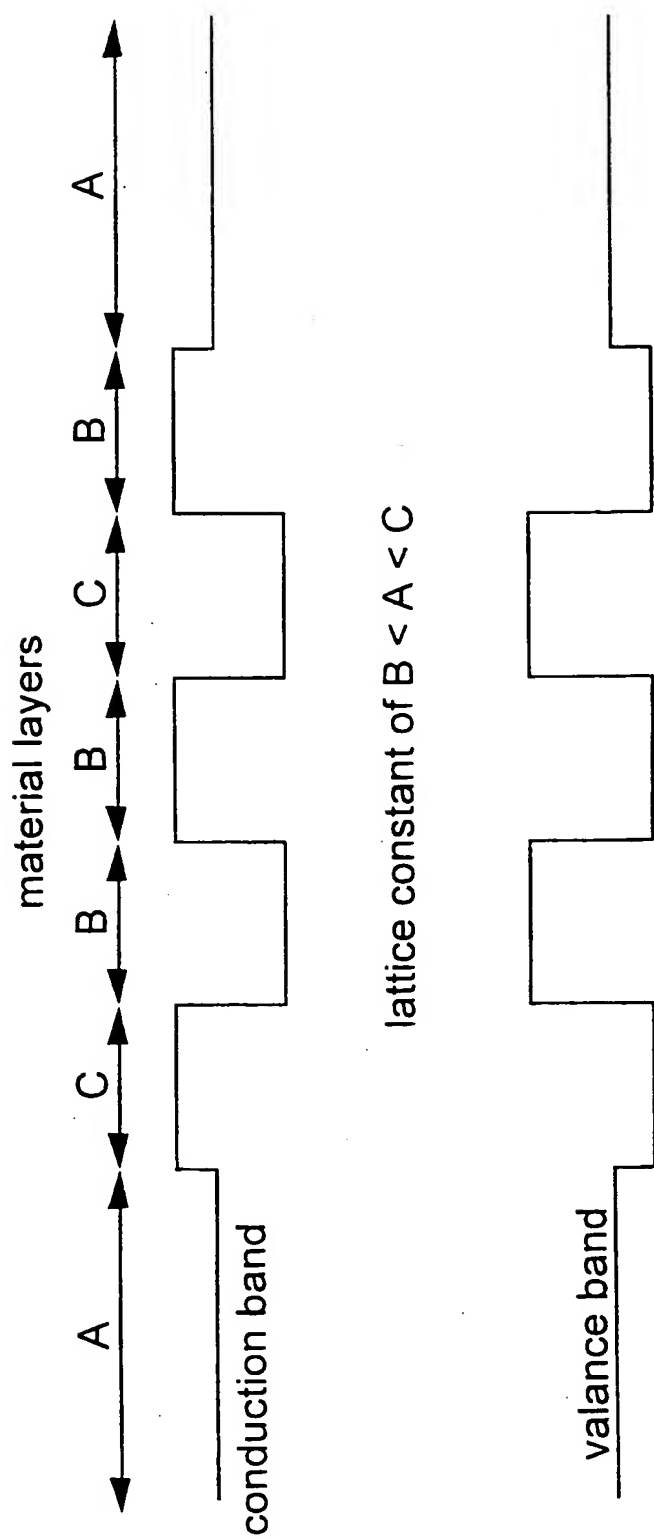 material layers
A C B B C B A
conduction band
lattice constant of B < A < C
valance band